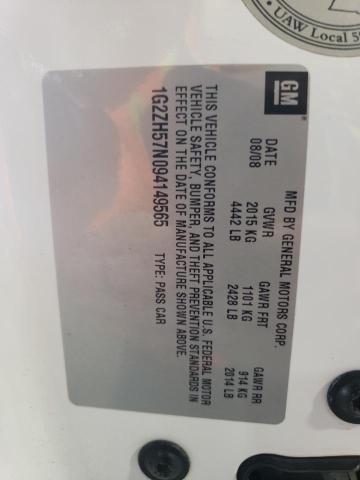 UAW Local 5
GM
MFD BY GENERAL MOTORS CORP.
DATE GVWR GAWR FRT GAWR RR
08/08 2015 KG 1101 KG 914 KG
4442 LB 2428 LB 2014 LB
THIS VEHICLE CONFORMS TO ALL APPLICABLE U.S. FEDERAL MOTOR
VEHICLE SAFETY, BUMPER, AND THEFT PREVENTION STANDARDS IN
EFFECT ON THE DATE OF MANUFACTURE SHOWN ABOVE.
1G2ZH57N094149565 TYPE: PASS CAR